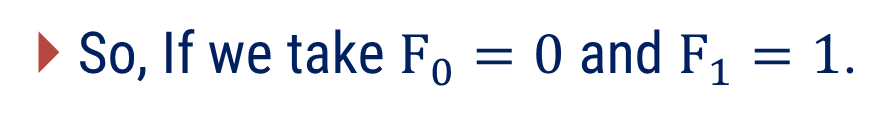 So, If we take F₀ = 0 and F₁ = 1.